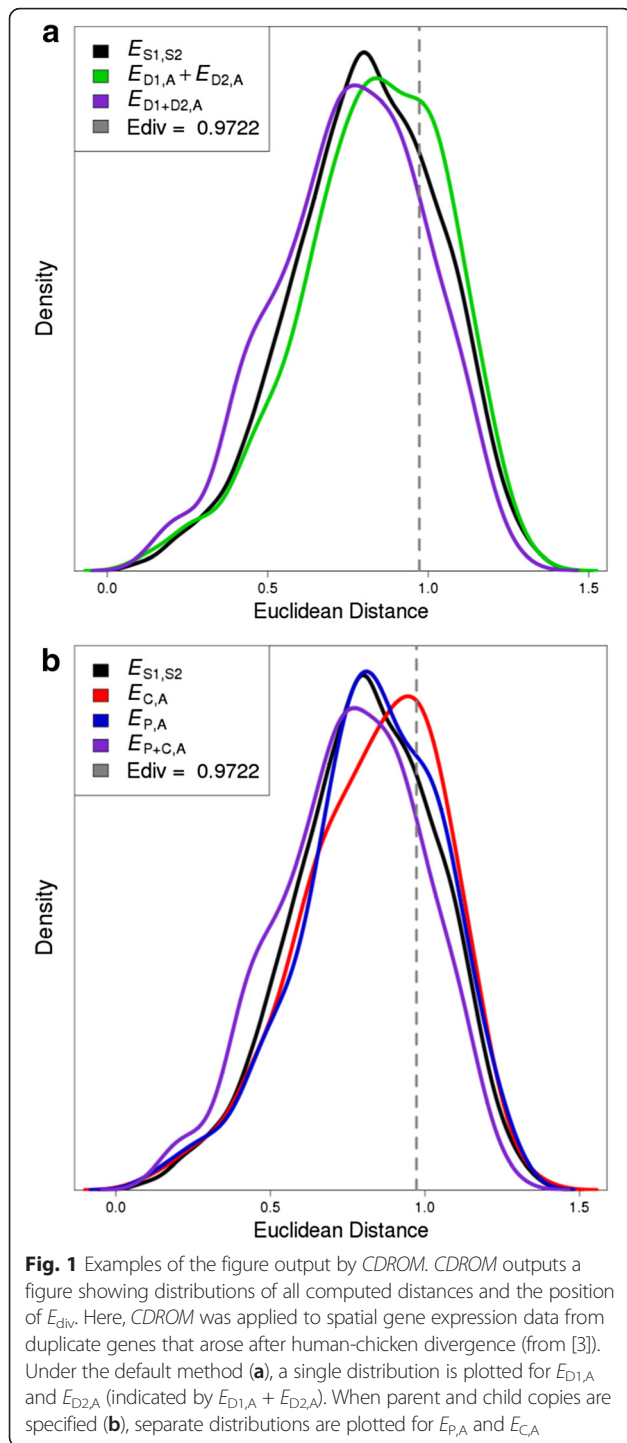 a
E_S1,S2
E_D1,A + E_D2,A
E_D1+D2,A
Ediv = 0.9722
Density
0.0 0.5 1.0 1.5
Euclidean Distance
b
E_S1,S2
E_C,A
E_P,A
E_P+C,A
Ediv = 0.9722
Density
0.0 0.5 1.0 1.5
Euclidean Distance
Fig. 1 Examples of the figure output by CDROM. CDROM outputs a
figure showing distributions of all computed distances and the position
of E_div. Here, CDROM was applied to spatial gene expression data from
duplicate genes that arose after human-chicken divergence (from [3]).
Under the default method (a), a single distribution is plotted for E_D1,A
and E_D2,A (indicated by E_D1,A + E_D2,A). When parent and child copies are
specified (b), separate distributions are plotted for E_P,A and E_C,A